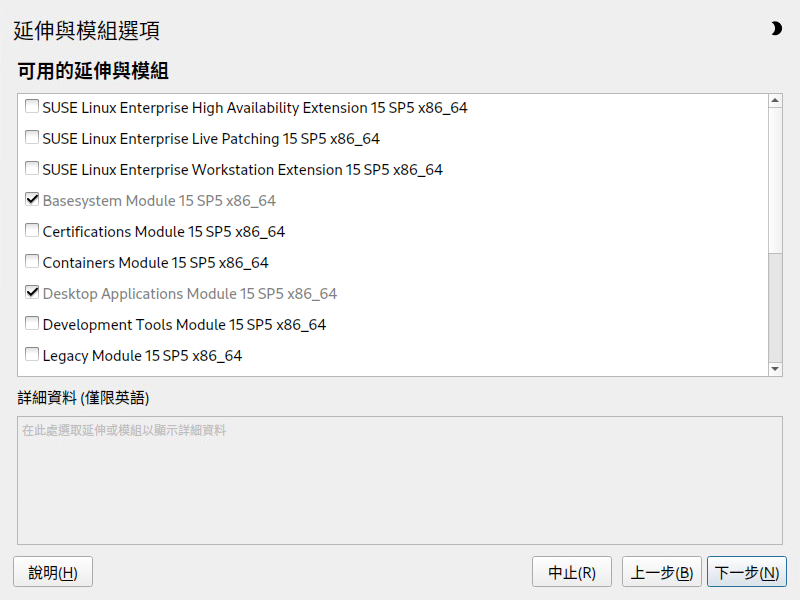 延伸與模組選項
可用的延伸與模組
SUSE Linux Enterprise High Availability Extension 15 SP5 x86_64
SUSE Linux Enterprise Live Patching 15 SP5 x86_64
SUSE Linux Enterprise Workstation Extension 15 SP5 x86_64
Basesystem Module 15 SP5 x86_64
Certifications Module 15 SP5 x86_64
Containers Module 15 SP5 x86_64
Desktop Applications Module 15 SP5 x86_64
Development Tools Module 15 SP5 x86_64
Legacy Module 15 SP5 x86_64
詳細資料 (僅限英語)
在此處選取延伸或模組以顯示詳細資料
說明(H) 中止(R) 上一步(B) 下一步(N)